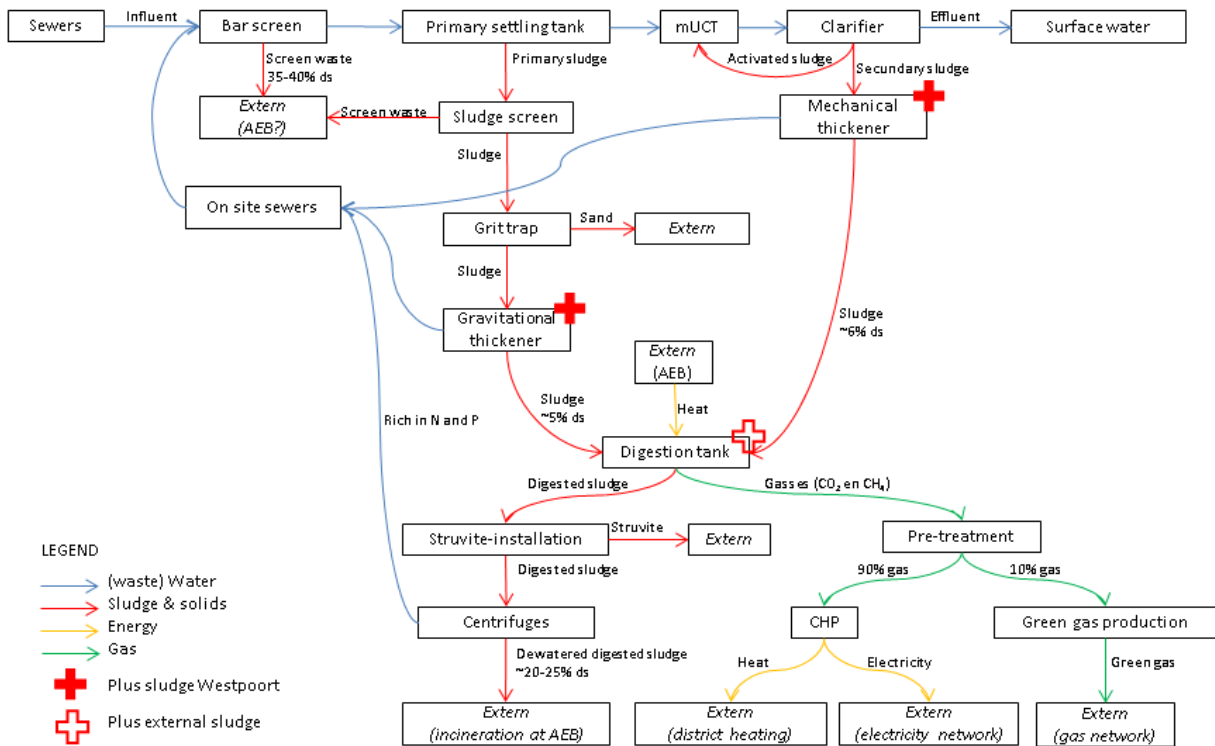 Sewers
Influent
Bar screen
Primary settling tank
mUCT
Clarifier
Effluent
Surface water
Screen waste
35-40% ds
Primary sludge
Activated sludge
Secundary sludge
Extern
(AEB?)
Screen waste
Sludge screen
Mechanical
thickener
Sludge
On site sewers
Grit trap
Sand
Extern
Sludge
Gravitational
thickener
Sludge
~6% ds
Extern
(AEB)
Sludge
~5% ds
Heat
Rich in N and P
Digestion tank
Digested sludge
Gasses (CO₂ en CH₄)
Struvite-installation
Struvite
Extern
Pre-treatment
Digested sludge
90% gas
10% gas
Centrifuges
CHP
Green gas production
Dewatered digested sludge
~20-25% ds
Heat
Electricity
Green gas
Extern
(incineration at AEB)
Extern
(district heating)
Extern
(electricity network)
Extern
(gas network)
LEGEND
(waste) Water
Sludge & solids
Energy
Gas
Plus sludge Westpoort
Plus external sludge